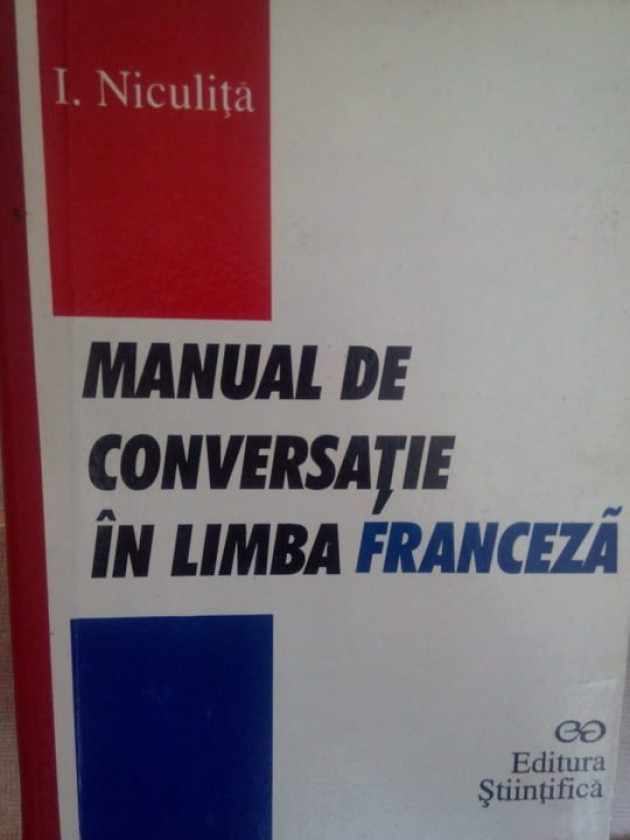 I. Niculiță
MANUAL DE
CONVERSAȚIE
ÎN LIMBA FRANCEZĂ
Editura
Științifică